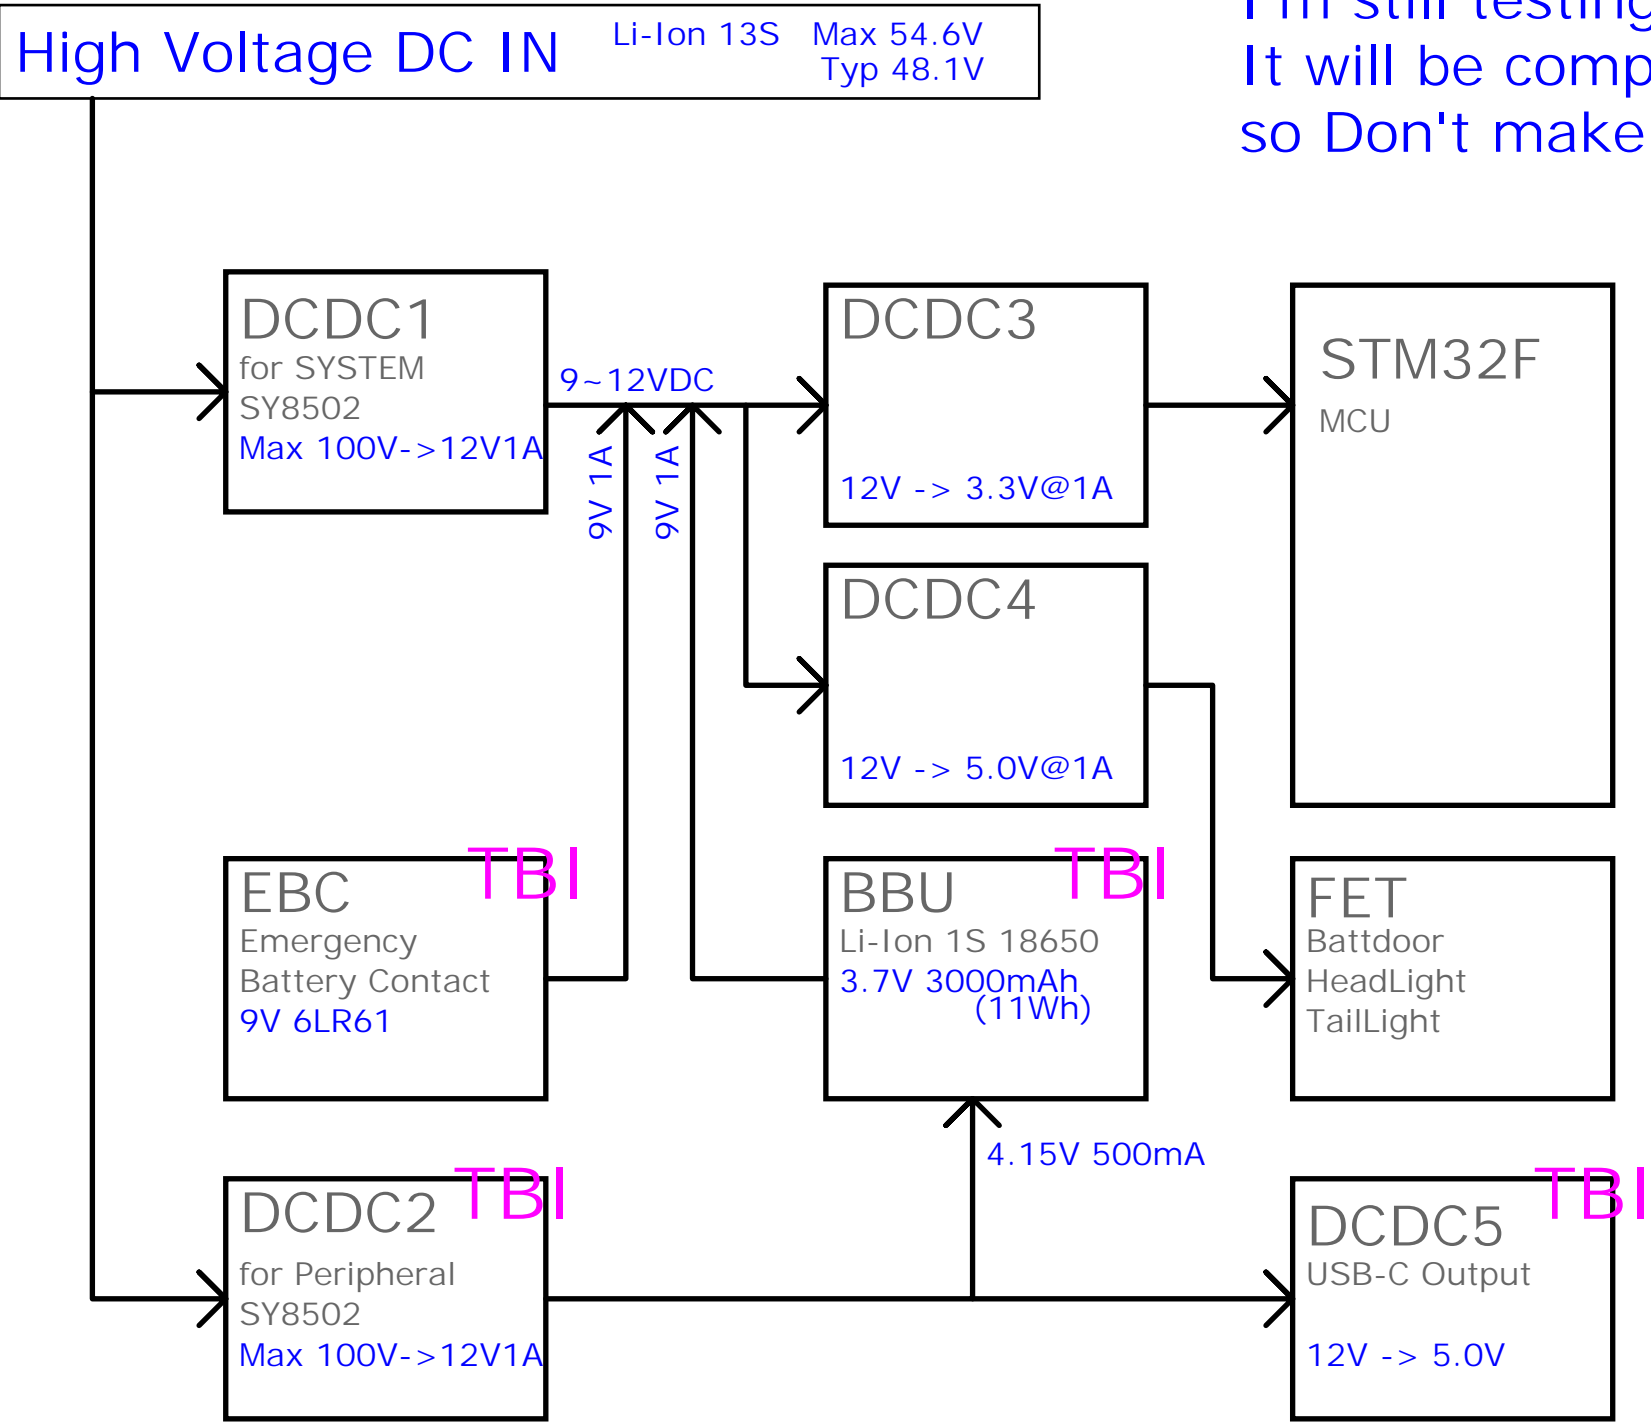 High Voltage DC IN
Li-Ion 13S Max 54.6V
Typ 48.1V
I'm still testing
It will be
so Don't make
DCDC1
for SYSTEM
SY8502
Max 100V->12V1A
9~12VDC
9V 1A
9V 1A
DCDC3
12V -> 3.3V@1A
STM32F
MCU
DCDC4
12V -> 5.0V@1A
EBC
TBI
Emergency
Battery Contact
9V 6LR61
BBU
TBI
Li-Ion 1S 18650
3.7V 3000mAh
(11Wh)
FET
Battdoor
HeadLight
TailLight
4.15V 500mA
DCDC2
TBI
for Peripheral
SY8502
Max 100V->12V1A
DCDC5
TBI
USB-C Output
12V -> 5.0V